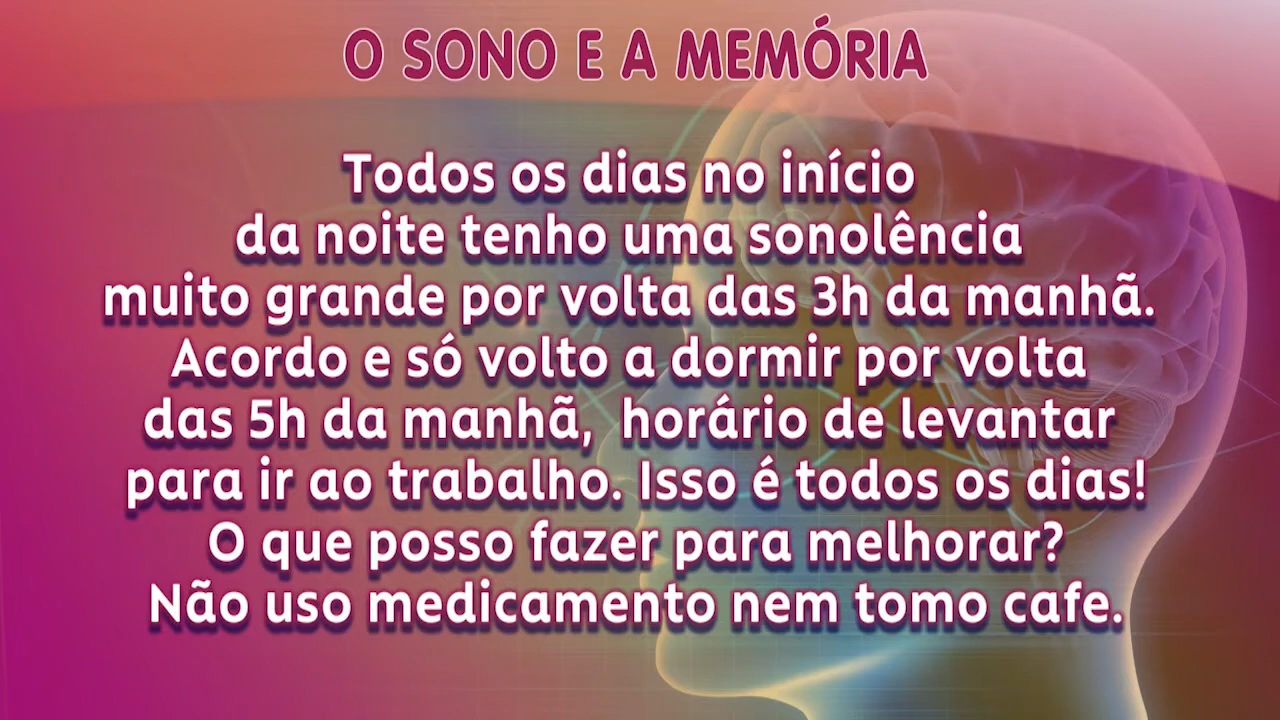 O SONO E A MEMÓRIA
Todos os dias no início
da noite tenho uma sonolência
muito grande por volta das 3h da manhã.
Acordo e só volto a dormir por volta
das 5h da manhã, horário de levantar
para ir ao trabalho. Isso é todos os dias!
O que posso fazer para melhorar?
Não uso medicamento nem tomo cafe.